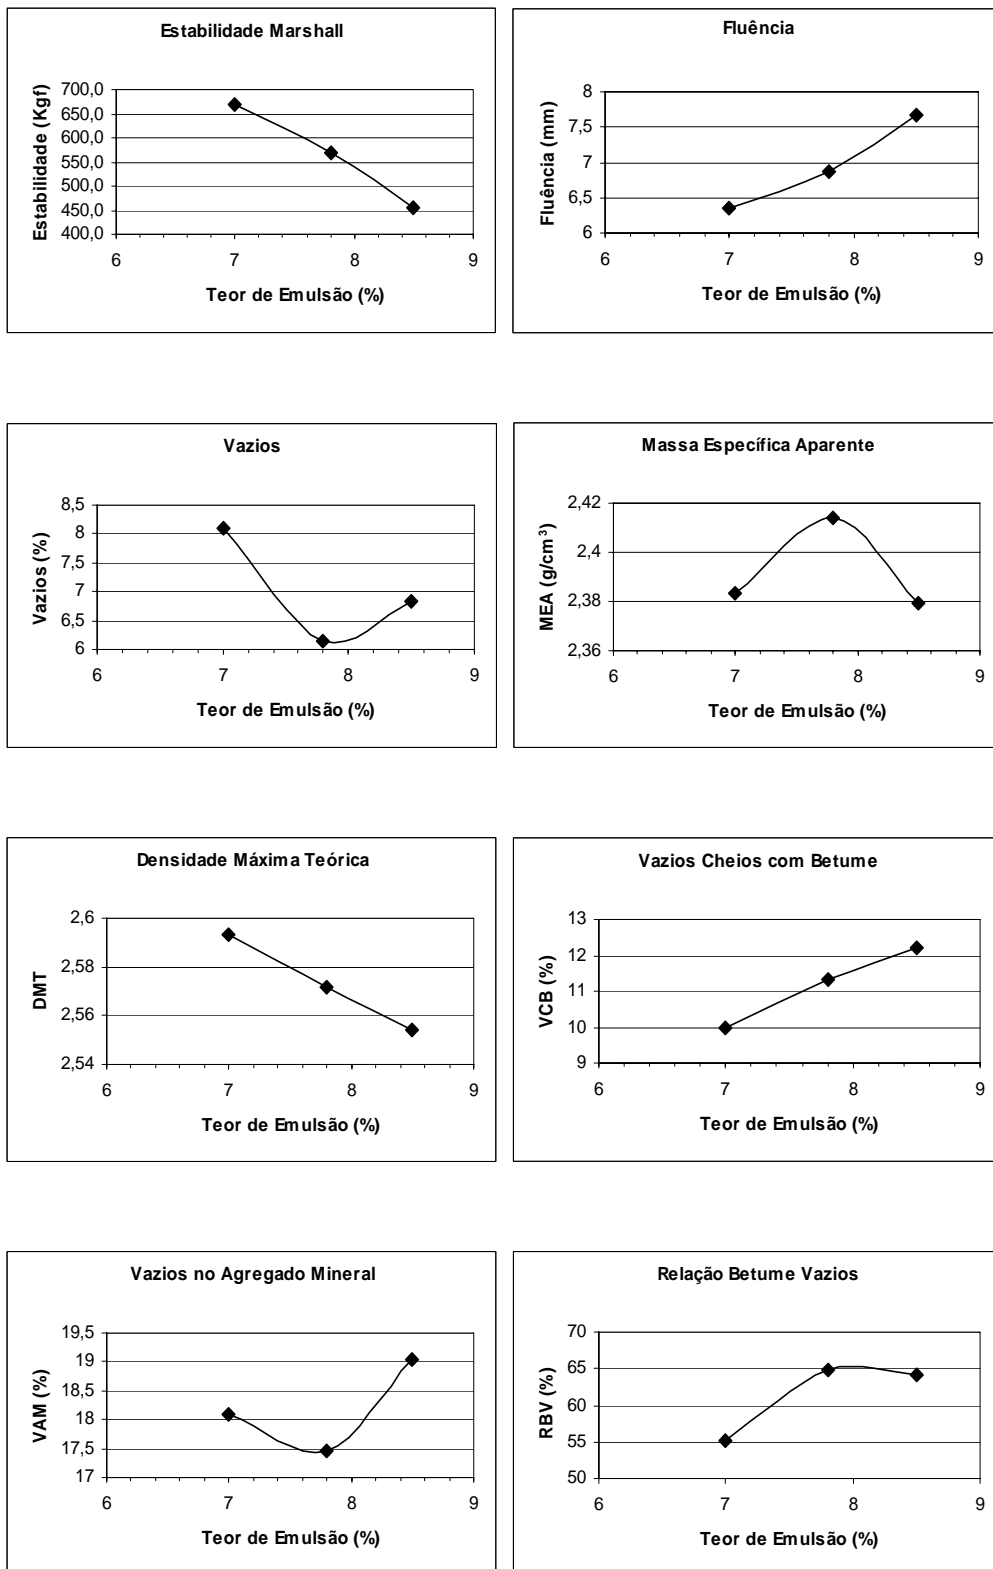 Estabilidade Marshall
Estabilidade (Kgf)
700,0
650,0
600,0
550,0
500,0
450,0
400,0
6 7 8 9
Teor de Emulsão (%)
Fluência
Fluência (mm)
8
7,5
7
6,5
6
6 7 8 9
Teor de Emulsão (%)
Vazios
Vazios (%)
8,5
8
7,5
7
6,5
6
6 7 8 9
Teor de Emulsão (%)
Massa Específica Aparente
MEA (g/cm³)
2,42
2,4
2,38
2,36
6 7 8 9
Teor de Emulsão (%)
Densidade Máxima Teórica
DMT
2,6
2,58
2,56
2,54
6 7 8 9
Teor de Emulsão (%)
Vazios Cheios com Betume
VCB (%)
13
12
11
10
9
6 7 8 9
Teor de Emulsão (%)
Vazios no Agregado Mineral
VAM (%)
19,5
19
18,5
18
17,5
17
6 7 8 9
Teor de Emulsão (%)
Relação Betume Vazios
RBV (%)
70
65
60
55
50
6 7 8 9
Teor de Emulsão (%)